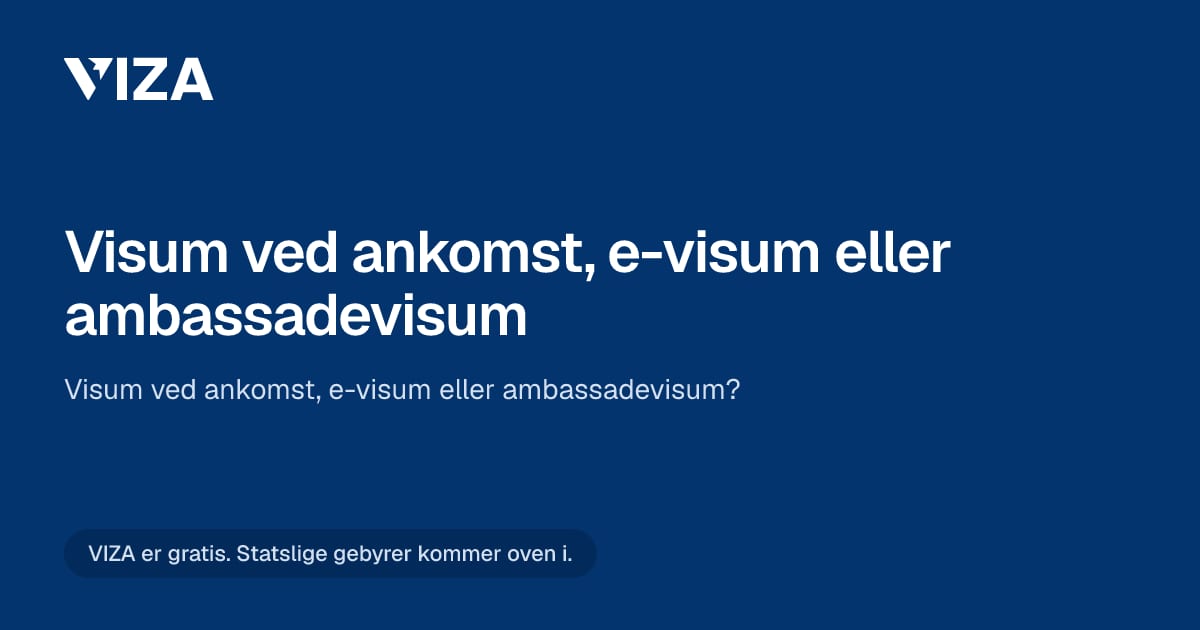 VIZA
Visum ved ankomst, e-visum eller
ambassadevisum
Visum ved ankomst, e-visum eller ambassadevisum?
VIZA er gratis. Statslige gebyrer kommer oven i.